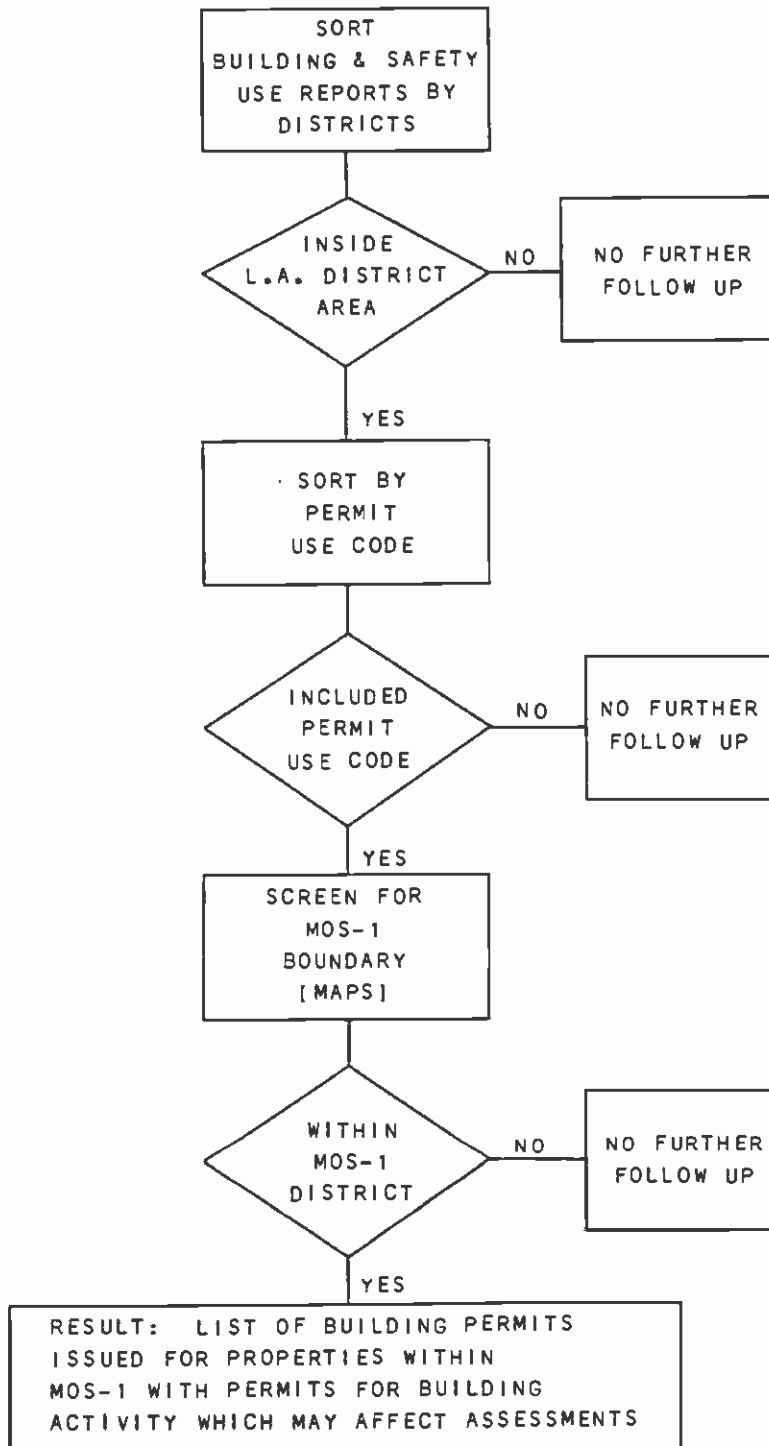 SORT
BUILDING & SAFETY
USE REPORTS BY
DISTRICTS
INSIDE
L.A. DISTRICT
AREA
NO
NO FURTHER
FOLLOW UP
YES
SORT BY
PERMIT
USE CODE
INCLUDED
PERMIT
USE CODE
NO
NO FURTHER
FOLLOW UP
YES
SCREEN FOR
MOS-1
BOUNDARY
[MAPS]
WITHIN
MOS-1
DISTRICT
NO
NO FURTHER
FOLLOW UP
YES
RESULT: LIST OF BUILDING PERMITS
ISSUED FOR PROPERTIES WITHIN
MOS-1 WITH PERMITS FOR BUILDING
ACTIVITY WHICH MAY AFFECT ASSESSMENTS